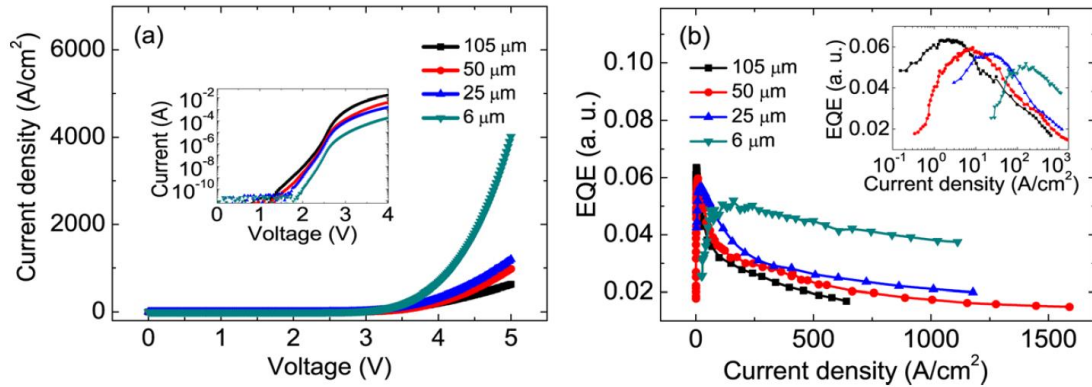 (a)
Current density (A/cm²)
6000
4000
2000
0
105 μm
50 μm
25 μm
6 μm
Current (A)
10⁻²
10⁻⁴
10⁻⁶
10⁻⁸
10⁻¹⁰
0 1 2 3 4
Voltage (V)
0 1 2 3 4 5
Voltage (V)
(b)
EQE (a. u.)
0.10
0.08
0.06
0.04
0.02
105 μm
50 μm
25 μm
6 μm
EQE (a. u.)
0.06
0.04
0.02
10⁻¹ 10⁰ 10¹ 10² 10³
Current density (A/cm²)
0 500 1000 1500
Current density (A/cm²)